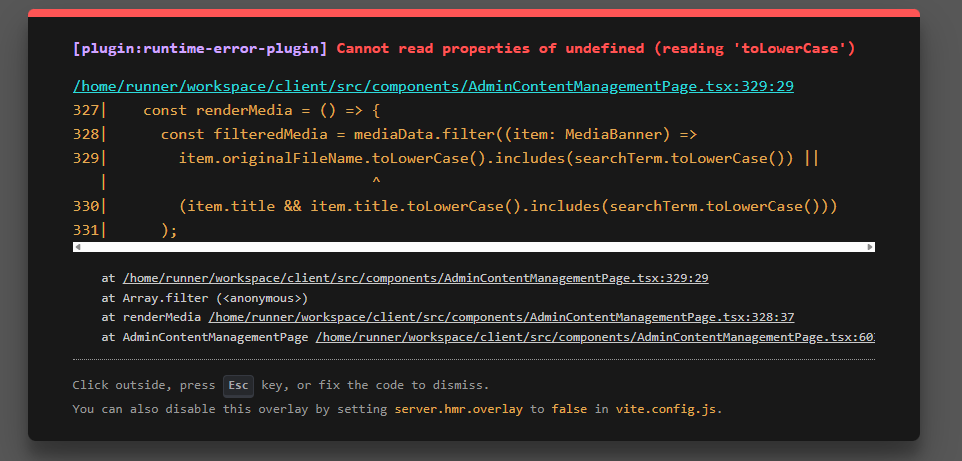 [plugin:runtime-error-plugin] Cannot read properties of undefined (reading 'toLowerCase')
/home/runner/workspace/client/src/components/AdminContentManagementPage.tsx:329:29
327|    const renderMedia = () => {
328|      const filteredMedia = mediaData.filter((item: MediaBanner) =>
329|        item.originalFileName.toLowerCase().includes(searchTerm.toLowerCase()) ||
   |                             ^
330|        (item.title && item.title.toLowerCase().includes(searchTerm.toLowerCase()))
331|      );
at /home/runner/workspace/client/src/components/AdminContentManagementPage.tsx:329:29
at Array.filter (<anonymous>)
at renderMedia /home/runner/workspace/client/src/components/AdminContentManagementPage.tsx:328:37
at AdminContentManagementPage /home/runner/workspace/client/src/components/AdminContentManagementPage.tsx:60
Click outside, press Esc key, or fix the code to dismiss.
You can also disable this overlay by setting server.hmr.overlay to false in vite.config.js.